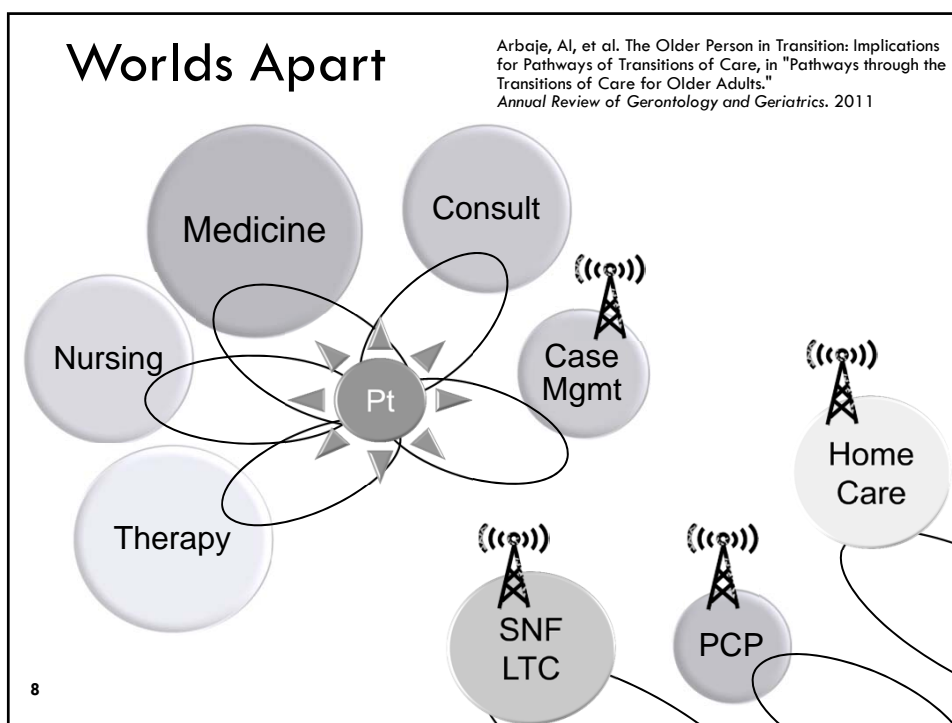 Worlds Apart
Arbaje, AI, et al. The Older Person in Transition: Implications
for Pathways of Transitions of Care, in "Pathways through the
Transitions of Care for Older Adults."
Annual Review of Gerontology and Geriatrics. 2011
Medicine
Consult
Nursing
Case
Mgmt
Pt
Therapy
Home
Care
SNF
LTC
PCP
8